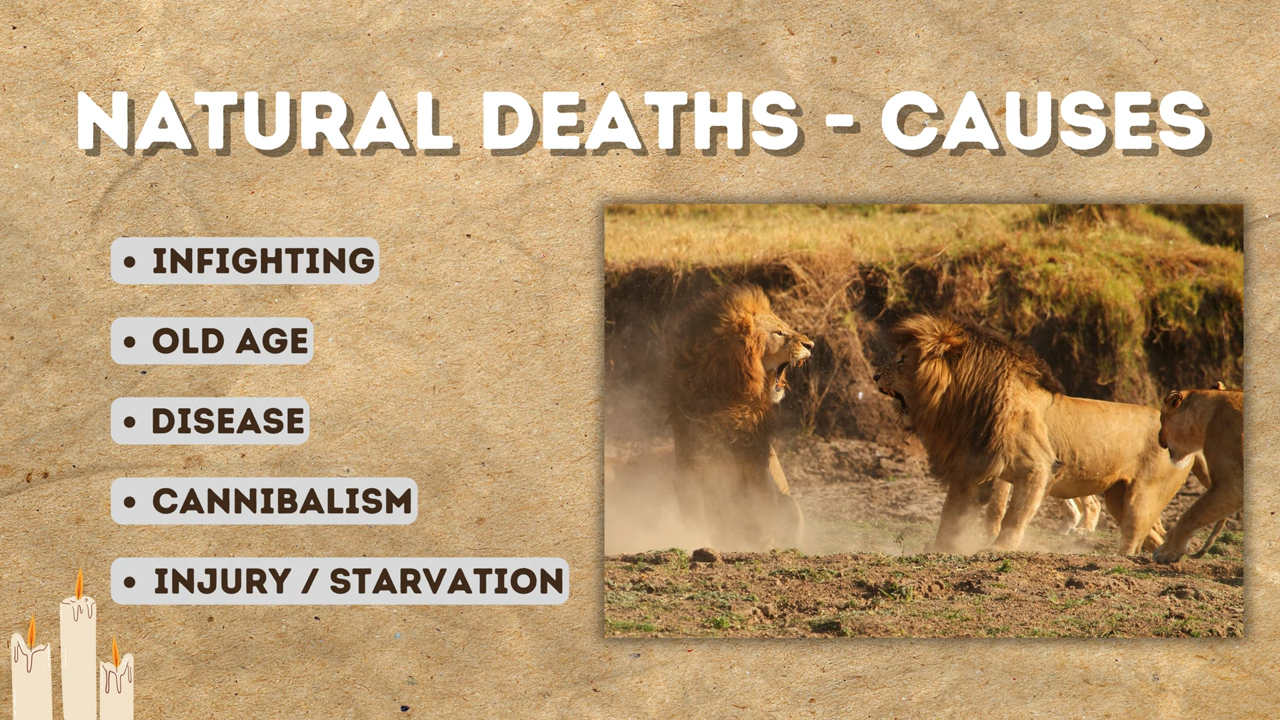 NATURAL DEATHS - CAUSES
• INFIGHTING
• OLD AGE
• DISEASE
• CANNIBALISM
• INJURY / STARVATION